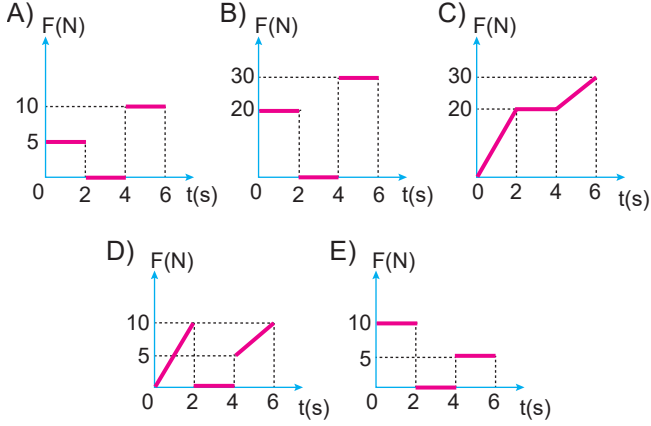 A) F(N)
10
5
0 2 4 6 t(s)
B) F(N)
30
20
0 2 4 6 t(s)
C) F(N)
30
20
0 2 4 6 t(s)
D) F(N)
10
5
0 2 4 6 t(s)
E) F(N)
10
5
0 2 4 6 t(s)